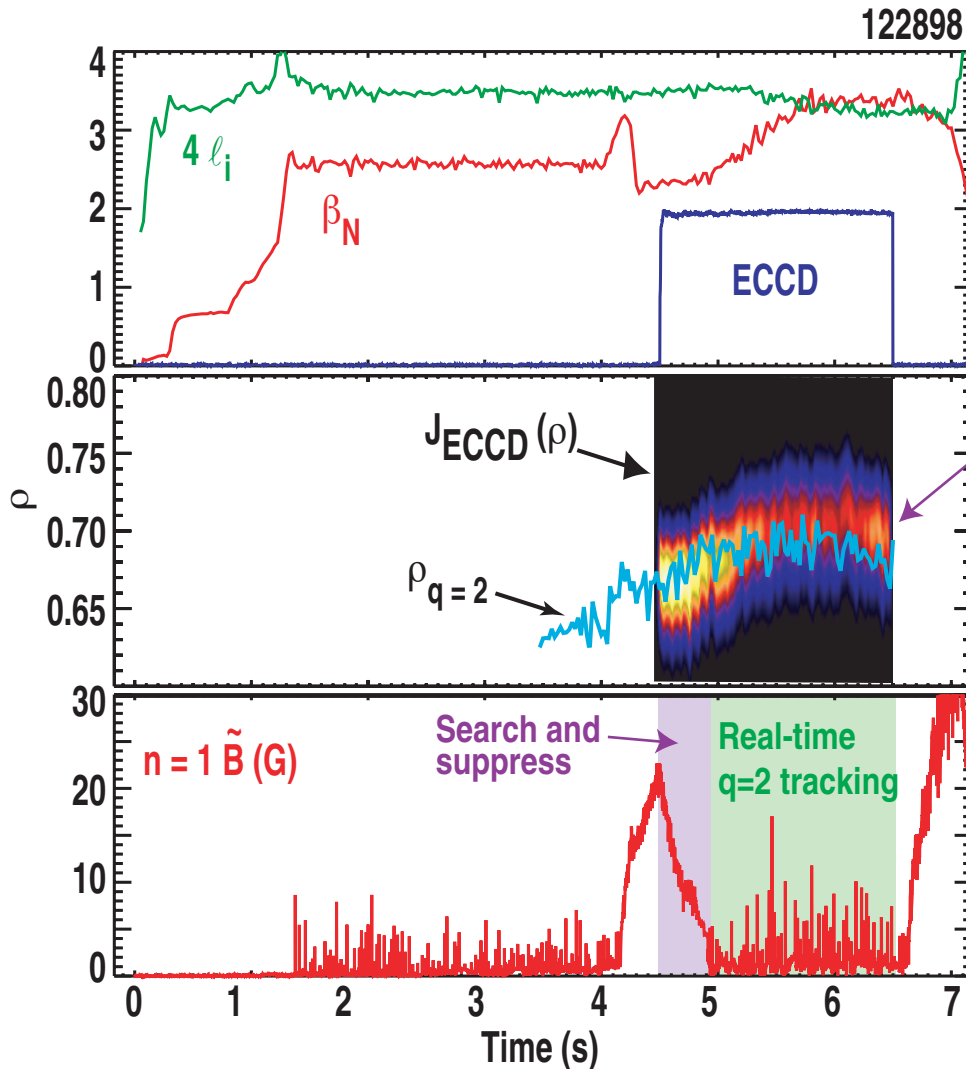 122898
4
3
2
1
0
4 ℓi
βN
ECCD
0.80
0.75
0.70
0.65
ρ
JECCD (ρ)
ρq = 2
30
20
10
0
n = 1 B̃ (G)
Search and
suppress
Real-time
q=2 tracking
0 1 2 3 4 5 6 7
Time (s)